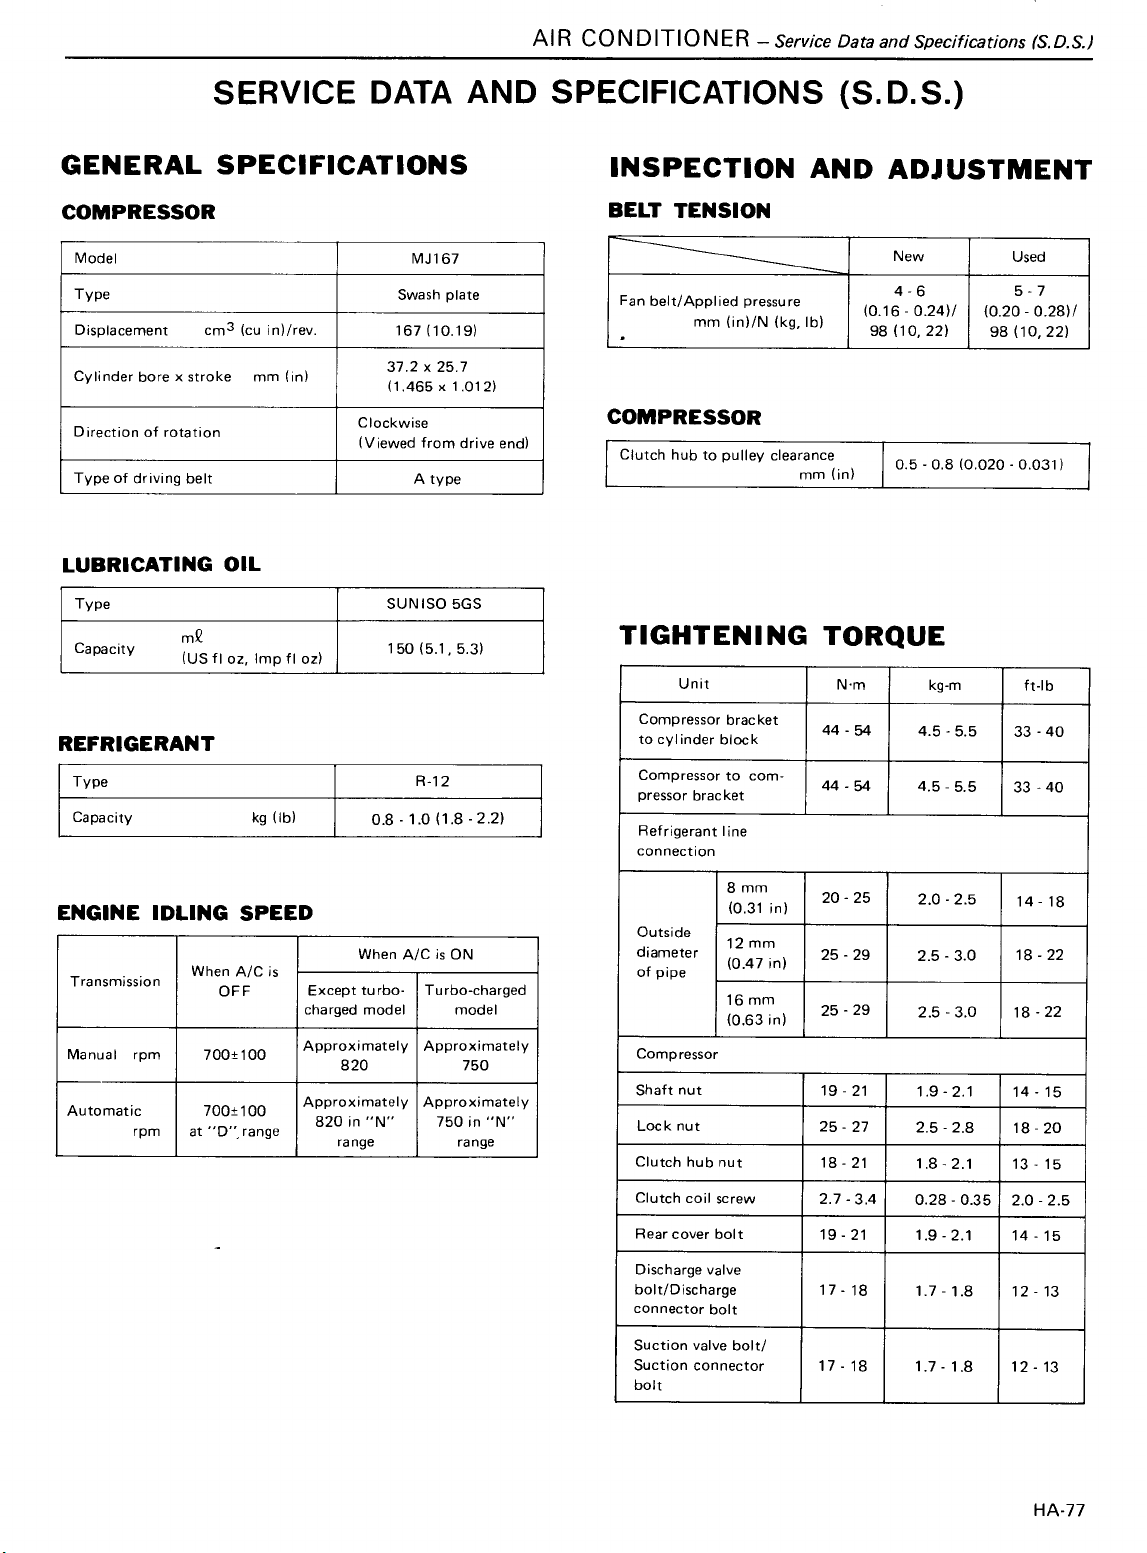 AIR CONDITIONER – Service Data and Specifications (S.D.S.)
SERVICE DATA AND SPECIFICATIONS (S.D.S.)
GENERAL SPECIFICATIONS
COMPRESSOR
Model MJ167
Type Swash plate
Displacement cm³ (cu in)/rev. 167 (10.19)
Cylinder bore x stroke mm (in) 37.2 x 25.7
(1.465 x 1.012)
Direction of rotation Clockwise
(Viewed from drive end)
Type of driving belt A type
LUBRICATING OIL
Type SUNISO 5GS
Capacity mℓ
(US fl oz, Imp fl oz) 150 (5.1, 5.3)
REFRIGERANT
Type R-12
Capacity kg (lb) 0.8 - 1.0 (1.8 - 2.2)
ENGINE IDLING SPEED
Transmission
When A/C is
OFF
When A/C is ON
Except turbo-
charged model
Turbo-charged
model
Manual rpm 700±100
Approximately
820
Approximately
750
Automatic
rpm
700±100
at "D" range
Approximately
820 in "N"
range
Approximately
750 in "N"
range
INSPECTION AND ADJUSTMENT
BELT TENSION
New Used
Fan belt/Applied pressure
mm (in)/N (kg, lb)
4 - 6
(0.16 - 0.24)/
98 (10, 22)
5 - 7
(0.20 - 0.28)/
98 (10, 22)
COMPRESSOR
Clutch hub to pulley clearance
mm (in)
0.5 - 0.8 (0.020 - 0.031)
TIGHTENING TORQUE
Unit N·m kg-m ft-lb
Compressor bracket
to cylinder block 44 - 54 4.5 - 5.5 33 - 40
Compressor to com-
pressor bracket 44 - 54 4.5 - 5.5 33 - 40
Refrigerant line
connection
Outside
diameter
of pipe
8 mm
(0.31 in) 20 - 25 2.0 - 2.5 14 - 18
12 mm
(0.47 in) 25 - 29 2.5 - 3.0 18 - 22
16 mm
(0.63 in) 25 - 29 2.5 - 3.0 18 - 22
Compressor
Shaft nut 19 - 21 1.9 - 2.1 14 - 15
Lock nut 25 - 27 2.5 - 2.8 18 - 20
Clutch hub nut 18 - 21 1.8 - 2.1 13 - 15
Clutch coil screw 2.7 - 3.4 0.28 - 0.35 2.0 - 2.5
Rear cover bolt 19 - 21 1.9 - 2.1 14 - 15
Discharge valve
bolt/Discharge
connector bolt 17 - 18 1.7 - 1.8 12 - 13
Suction valve bolt/
Suction connector
bolt 17 - 18 1.7 - 1.8 12 - 13
HA-77